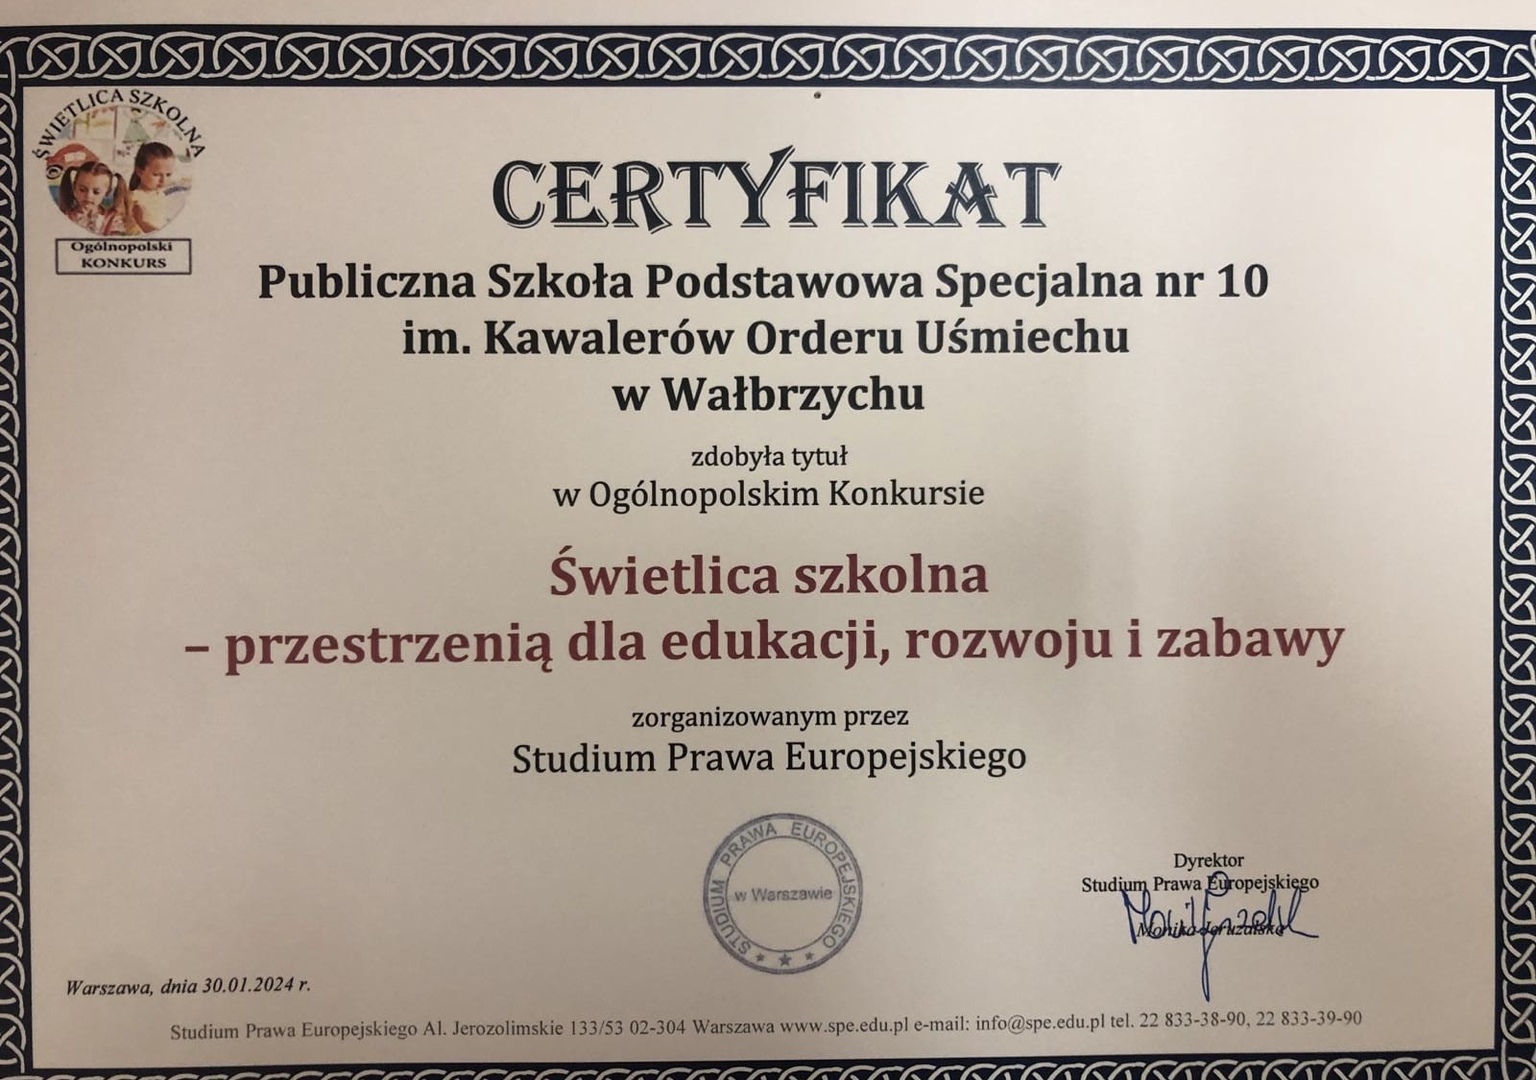 ŚWIETLICA SZKOLNA
Ogólnopolski
KONKURS
CERTYFIKAT
Publiczna Szkoła Podstawowa Specjalna nr 10
im. Kawalerów Orderu Uśmiechu
w Wałbrzychu
zdobyła tytuł
w Ogólnopolskim Konkursie
Świetlica szkolna
– przestrzenią dla edukacji, rozwoju i zabawy
zorganizowanym przez
Studium Prawa Europejskiego
STUDIUM PRAWA EUROPEJSKIEGO
w Warszawie
Dyrektor
Studium Prawa Europejskiego
Monika
Warszawa, dnia 30.01.2024 r.
Studium Prawa Europejskiego Al. Jerozolimskie 133/53 02-304 Warszawa www.spe.edu.pl e-mail: info@spe.edu.pl tel. 22 833-38-90, 22 833-39-90